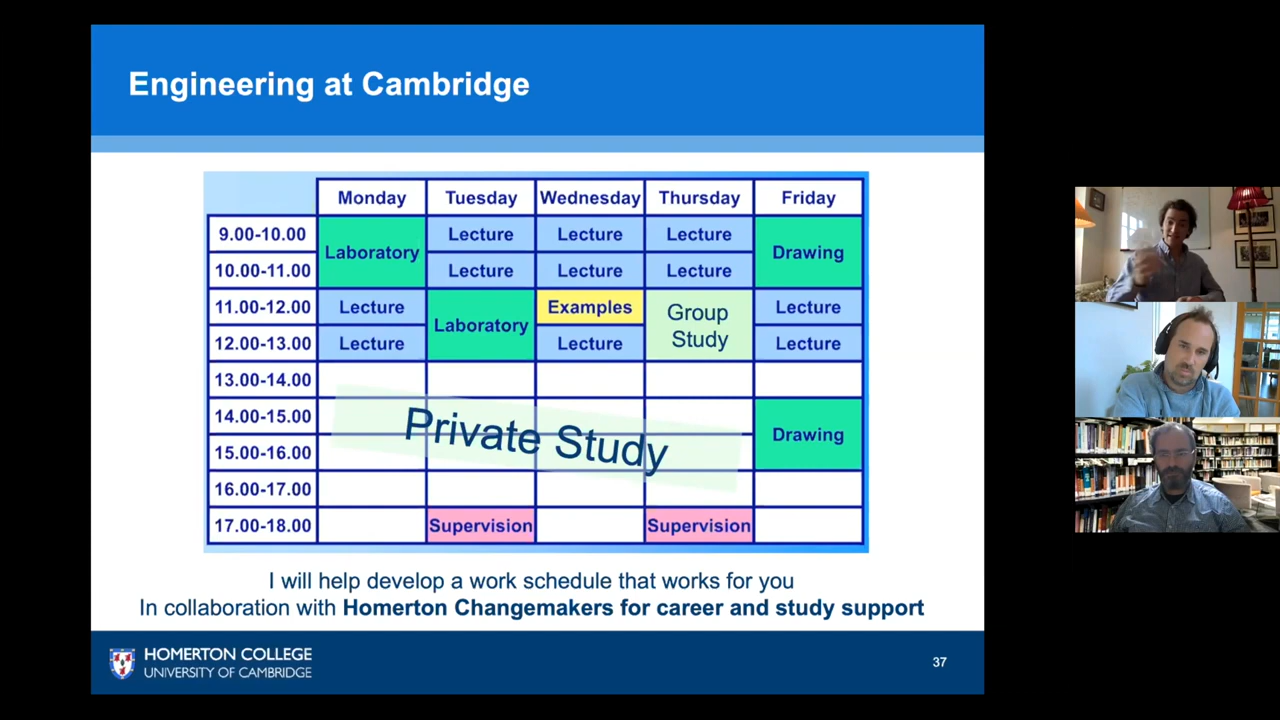 Engineering at Cambridge
Monday Tuesday Wednesday Thursday Friday
9.00-10.00 Laboratory Lecture Lecture Lecture Drawing
10.00-11.00 Lecture Lecture Lecture
11.00-12.00 Lecture Laboratory Examples Group Study Lecture
12.00-13.00 Lecture Lecture Lecture
13.00-14.00
14.00-15.00 Drawing
Private Study
15.00-16.00
16.00-17.00
17.00-18.00 Supervision Supervision
I will help develop a work schedule that works for you
In collaboration with Homerton Changemakers for career and study support
HOMERTON COLLEGE
UNIVERSITY OF CAMBRIDGE
37